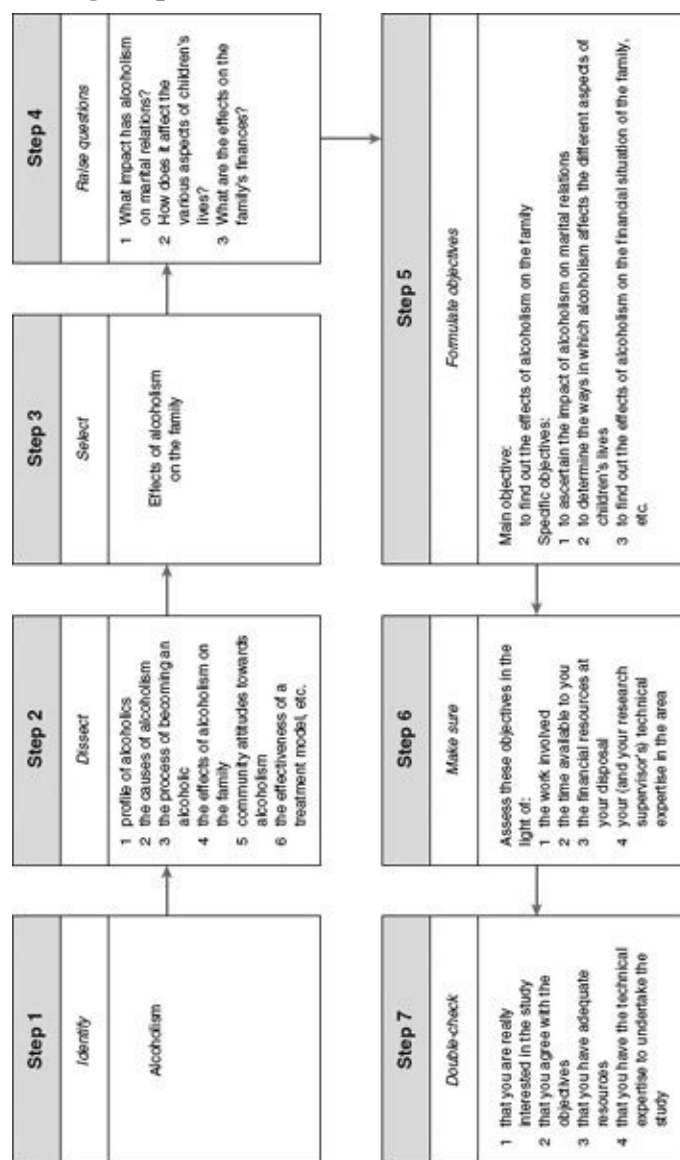 Step 1
Identify
Alcoholism
Step 2
Dissect
1 profile of alcoholics
2 the causes of alcoholism
3 the process of becoming an
alcoholic
4 the effects of alcoholism on
the family
5 community attitudes towards
alcoholism
6 the effectiveness of a
treatment model, etc.
Step 3
Select
Effects of alcoholism
on the family
Step 4
Raise questions
1 What impact has alcoholism
on marital relations?
2 How does it affect the
various aspects of children's
lives?
3 What are the effects on the
family's finances?
Step 5
Formulate objectives
Main objective:
to find out the effects of alcoholism on the family
Specific objectives:
1 to ascertain the impact of alcoholism on marital relations
2 to determine the ways in which alcoholism affects the different aspects of
children's lives
3 to find out the effects of alcoholism on the financial situation of the family,
etc.
Step 6
Make sure
Assess these objectives in the
light of:
1 the work involved
2 the time available to you
3 the financial resources at
your disposal
4 your (and your research
supervisor's) technical
expertise in the area
Step 7
Double-check
1 that you are really
interested in the study
2 that you agree with the
objectives
3 that you have adequate
resources
4 that you have the technical
expertise to undertake the
study